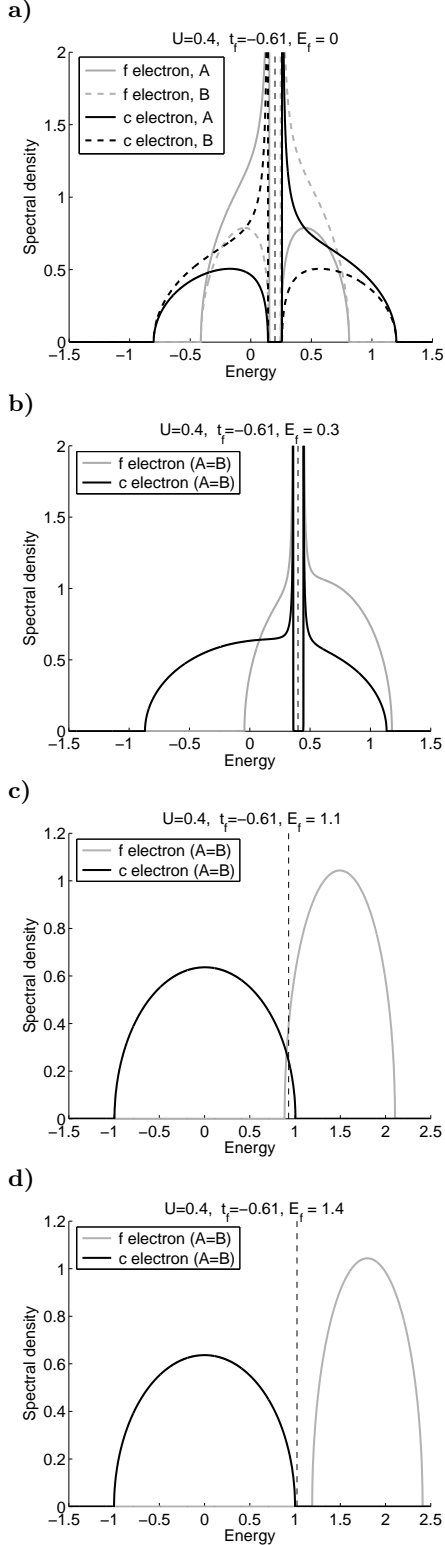 a)
U=0.4, t_f=−0.61, E_f = 0
f electron, A
f electron, B
c electron, A
c electron, B
Spectral density
2
1.5
1
0.5
0
−1.5 −1 −0.5 0 0.5 1 1.5
Energy
b)
U=0.4, t_f=−0.61, E_f = 0.3
f electron (A=B)
c electron (A=B)
Spectral density
2
1.5
1
0.5
0
−1.5 −1 −0.5 0 0.5 1 1.5
Energy
c)
U=0.4, t_f=−0.61, E_f = 1.1
f electron (A=B)
c electron (A=B)
Spectral density
1.2
1
0.8
0.6
0.4
0.2
0
−1.5 −1 −0.5 0 0.5 1 1.5 2 2.5
Energy
d)
U=0.4, t_f=−0.61, E_f = 1.4
f electron (A=B)
c electron (A=B)
Spectral density
1.2
1
0.8
0.6
0.4
0.2
0
−1.5 −1 −0.5 0 0.5 1 1.5 2 2.5
Energy